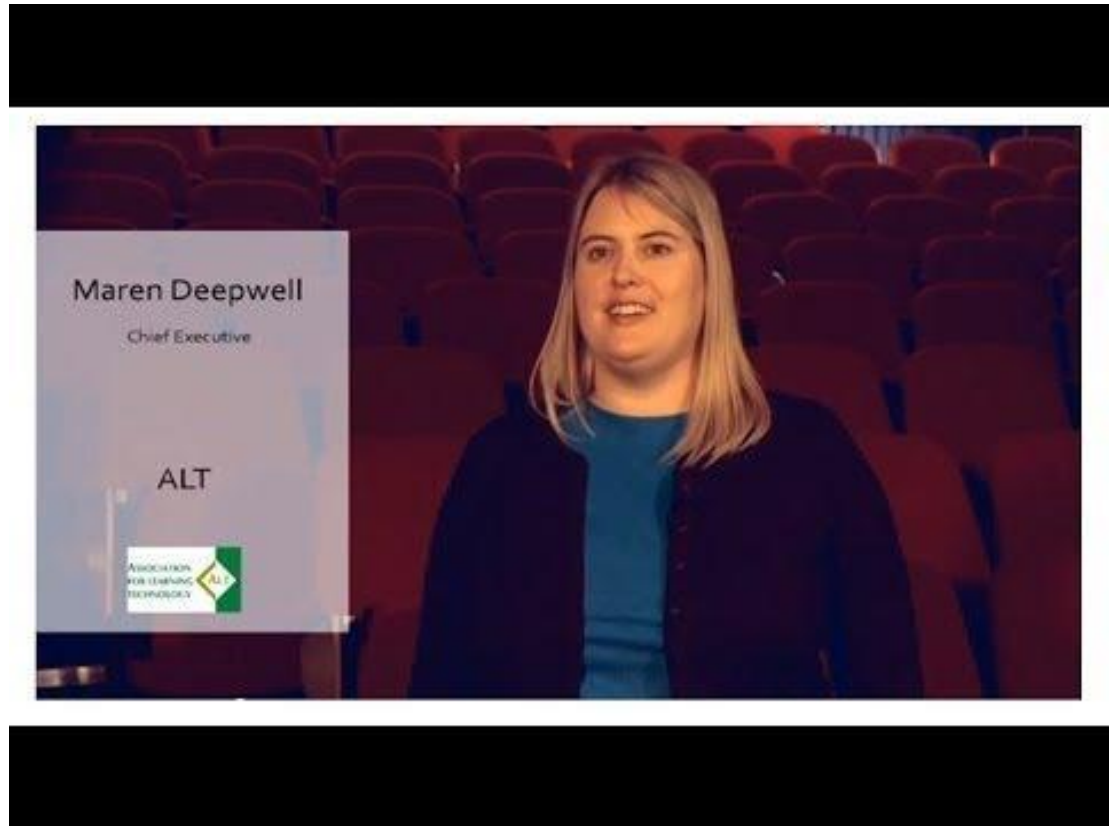 Maren Deepwell
Chief Executive
ALT
ASSOCIATION
FOR LEARNING
TECHNOLOGY
ALT